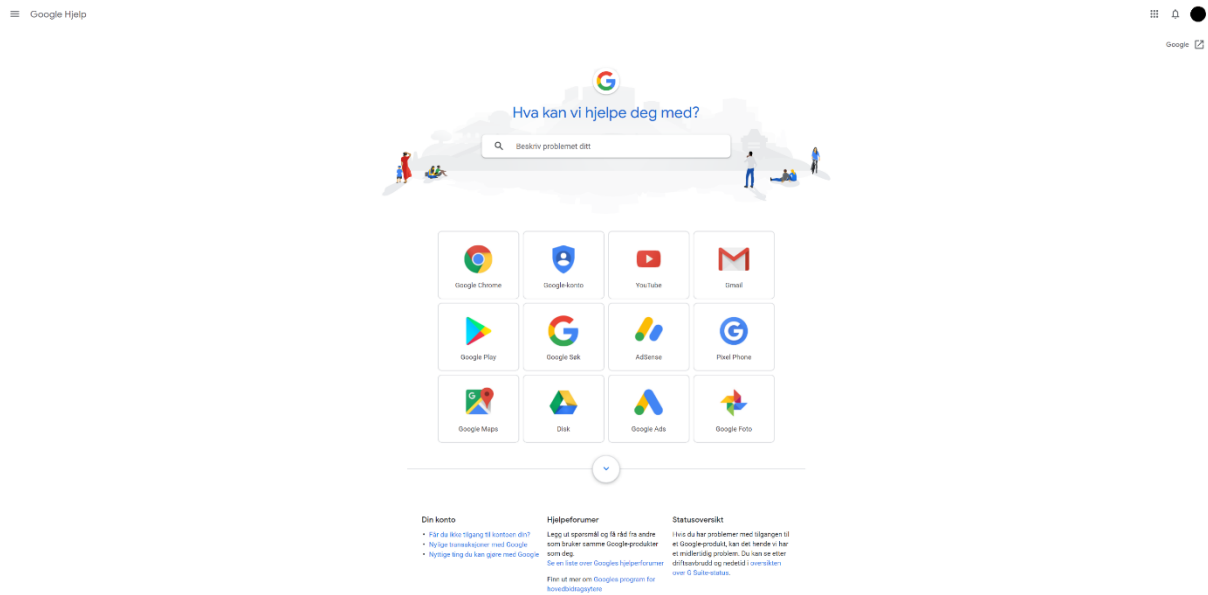 Google Hjelp
Google
Hva kan vi hjelpe deg med?
Beskriv problemet ditt
Google Chrome
Google-konto
YouTube
Gmail
Google Play
Google Søk
AdSense
Pixel Phone
Google Maps
Disk
Google Ads
Google Foto
Din konto
Får du ikke tilgang til kontoen din?
Nylige transaksjoner med Google
Nyttige ting du kan gjøre med Google
Hjelpeforumer
Legg ut spørsmål og få råd fra andre
som bruker samme Google-produkter
som deg.
Se en liste over Googles hjelperforumer
Finn ut mer om Googles program for
hovedbidragsytere
Statusoversikt
Hvis du har problemer med tilgangen til
et Google-produkt, kan det hende vi har
et midlertidig problem. Du kan se etter
driftsavbrudd og nedetid i oversikten
over G Suite-status.